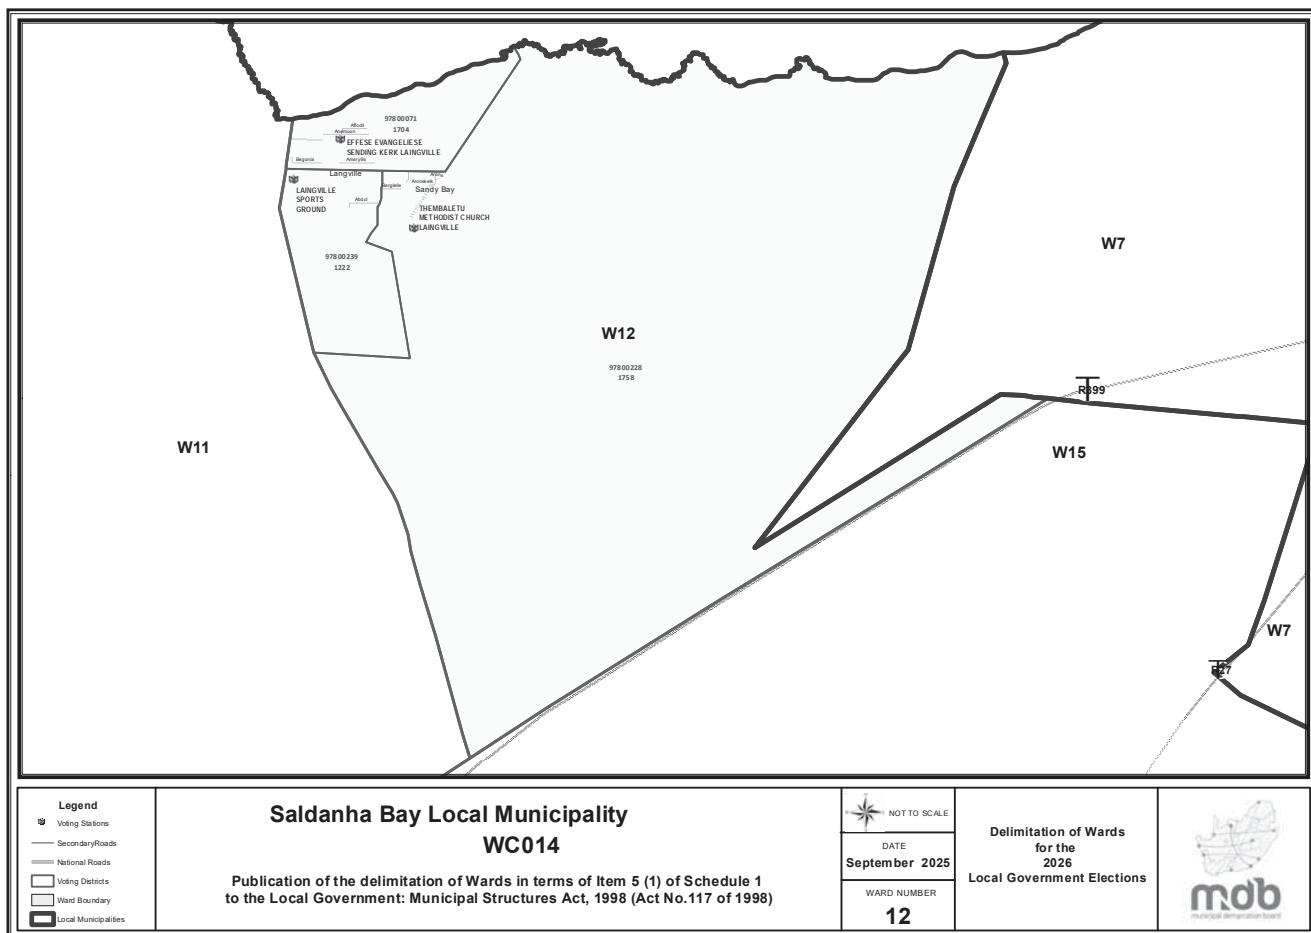 97800071
1704
Affodil
Anemoon
EFFESE EVANGELIESE
SENDING KERK LAINGVILLE
Begonia
Amaryllis
Langville
LAINGVILLE
SPORTS
GROUND
Abdol
Aronskelk
Sandy Bay
THEMBALETU
METHODIST CHURCH
LAINGVILLE
97800239
1222
W7
W12
97800228
1758
R399
W11
W15
W7
R27
Legend
Voting Stations
SecondaryRoads
National Roads
Voting Districts
Ward Boundary
Local Municipalities
Saldanha Bay Local Municipality
WC014
Publication of the delimitation of Wards in terms of Item 5 (1) of Schedule 1
to the Local Government: Municipal Structures Act, 1998 (Act No.117 of 1998)
NOT TO SCALE
DATE
September 2025
WARD NUMBER
12
Delimitation of Wards
for the
2026
Local Government Elections
mdb
municipal demarcation board